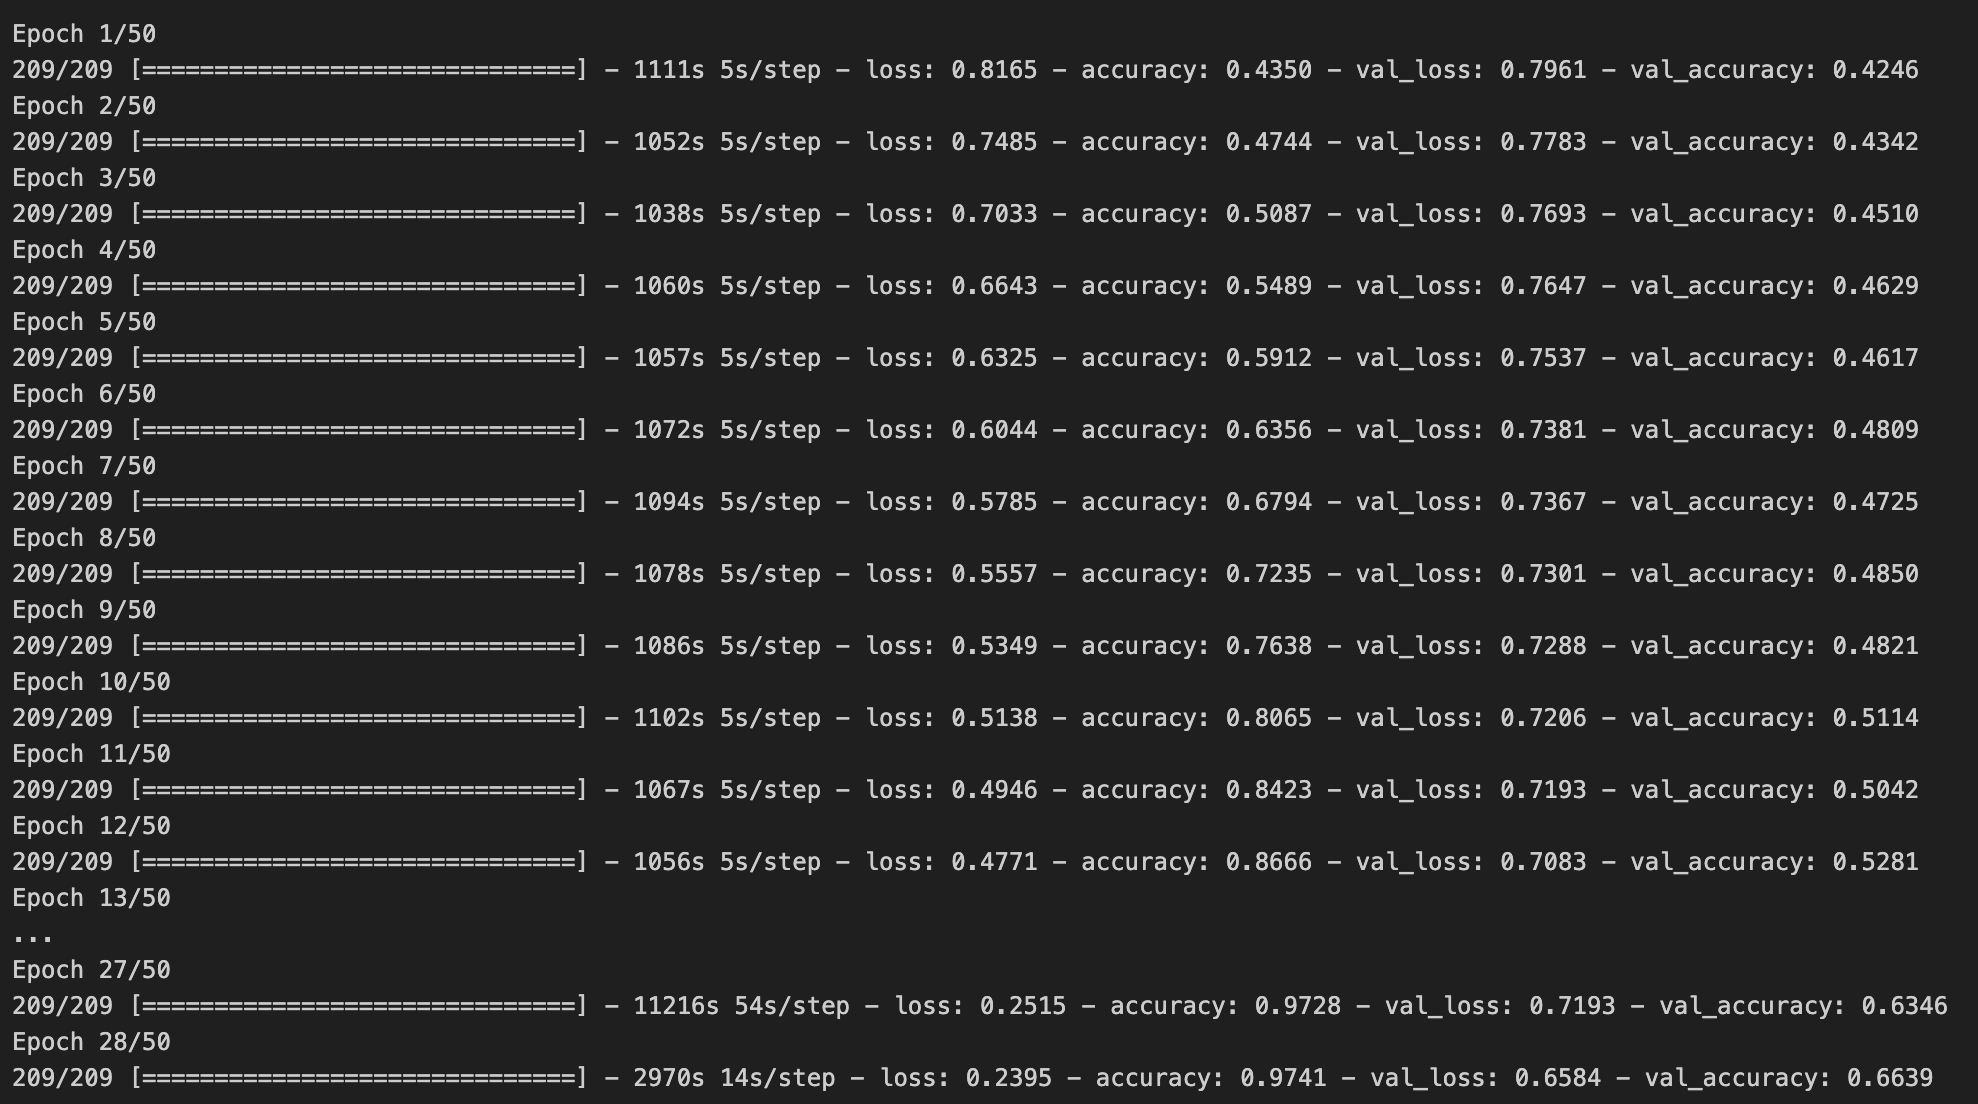 Epoch 1/50
209/209 [==============================] - 1111s 5s/step - loss: 0.8165 - accuracy: 0.4350 - val_loss: 0.7961 - val_accuracy: 0.4246
Epoch 2/50
209/209 [==============================] - 1052s 5s/step - loss: 0.7485 - accuracy: 0.4744 - val_loss: 0.7783 - val_accuracy: 0.4342
Epoch 3/50
209/209 [==============================] - 1038s 5s/step - loss: 0.7033 - accuracy: 0.5087 - val_loss: 0.7693 - val_accuracy: 0.4510
Epoch 4/50
209/209 [==============================] - 1060s 5s/step - loss: 0.6643 - accuracy: 0.5489 - val_loss: 0.7647 - val_accuracy: 0.4629
Epoch 5/50
209/209 [==============================] - 1057s 5s/step - loss: 0.6325 - accuracy: 0.5912 - val_loss: 0.7537 - val_accuracy: 0.4617
Epoch 6/50
209/209 [==============================] - 1072s 5s/step - loss: 0.6044 - accuracy: 0.6356 - val_loss: 0.7381 - val_accuracy: 0.4809
Epoch 7/50
209/209 [==============================] - 1094s 5s/step - loss: 0.5785 - accuracy: 0.6794 - val_loss: 0.7367 - val_accuracy: 0.4725
Epoch 8/50
209/209 [==============================] - 1078s 5s/step - loss: 0.5557 - accuracy: 0.7235 - val_loss: 0.7301 - val_accuracy: 0.4850
Epoch 9/50
209/209 [==============================] - 1086s 5s/step - loss: 0.5349 - accuracy: 0.7638 - val_loss: 0.7288 - val_accuracy: 0.4821
Epoch 10/50
209/209 [==============================] - 1102s 5s/step - loss: 0.5138 - accuracy: 0.8065 - val_loss: 0.7206 - val_accuracy: 0.5114
Epoch 11/50
209/209 [==============================] - 1067s 5s/step - loss: 0.4946 - accuracy: 0.8423 - val_loss: 0.7193 - val_accuracy: 0.5042
Epoch 12/50
209/209 [==============================] - 1056s 5s/step - loss: 0.4771 - accuracy: 0.8666 - val_loss: 0.7083 - val_accuracy: 0.5281
Epoch 13/50
...
Epoch 27/50
209/209 [==============================] - 11216s 54s/step - loss: 0.2515 - accuracy: 0.9728 - val_loss: 0.7193 - val_accuracy: 0.6346
Epoch 28/50
209/209 [==============================] - 2970s 14s/step - loss: 0.2395 - accuracy: 0.9741 - val_loss: 0.6584 - val_accuracy: 0.6639